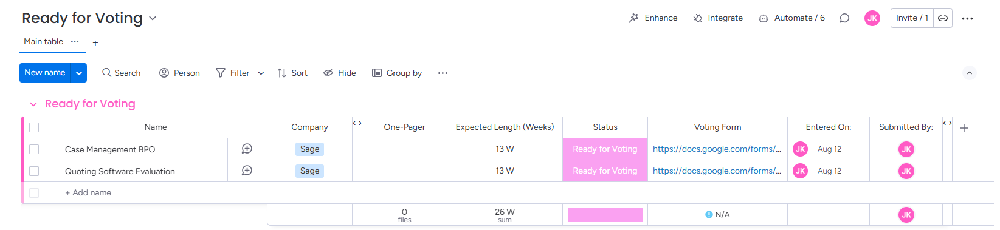 Ready for Voting
Enhance
Integrate
Automate / 6
JK
Invite / 1
Main table
New name
Search
Person
Filter
Sort
Hide
Group by
Ready for Voting
Name Company One-Pager Expected Length (Weeks) Status Voting Form Entered On: Submitted By:
Case Management BPO Sage 13 W Ready for Voting https://docs.google.com/forms/... JK Aug 12 JK
Quoting Software Evaluation Sage 13 W Ready for Voting https://docs.google.com/forms/... JK Aug 12 JK
+ Add name
0 26 W N/A JK
files sum